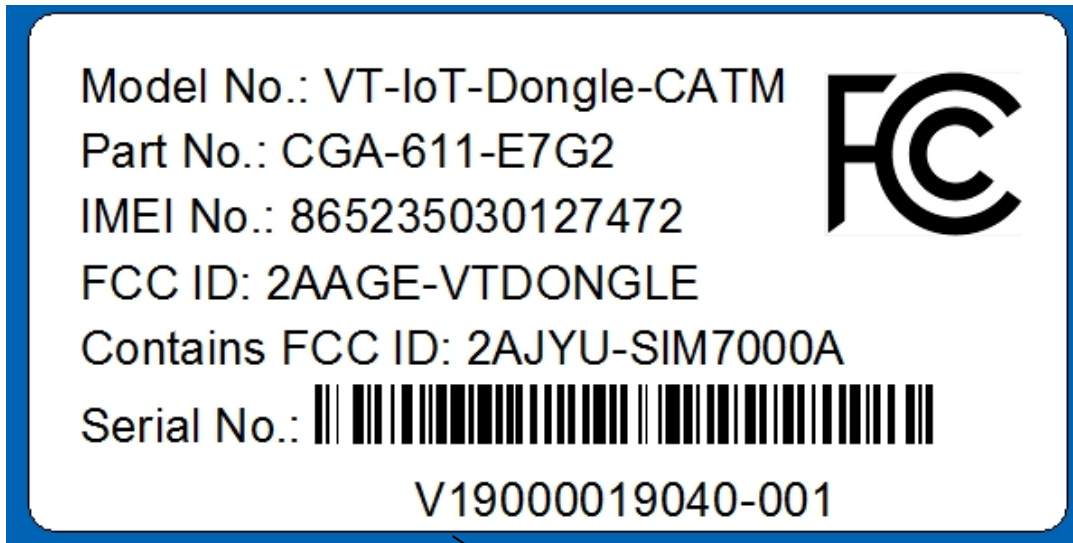 Model No.: VT-IoT-Dongle-CATM
Part No.: CGA-611-E7G2
IMEI No.: 865235030127472
FCC ID: 2AAGE-VTDONGLE
Contains FCC ID: 2AJYU-SIM7000A
Serial No.:
V19000019040-001
FC